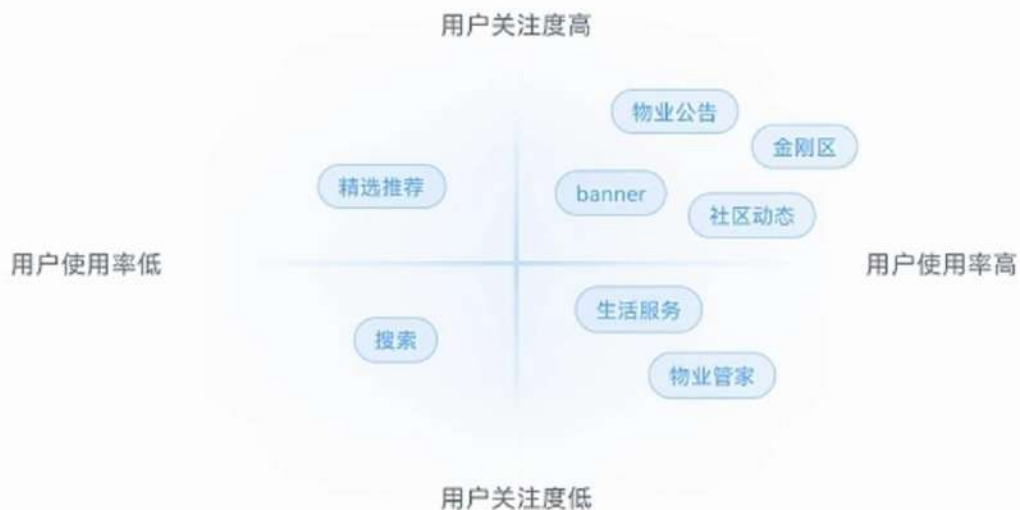 用户关注度高
物业公告
金刚区
精选推荐
banner
社区动态
用户使用率低
用户使用率高
生活服务
搜索
物业管家
用户关注度低